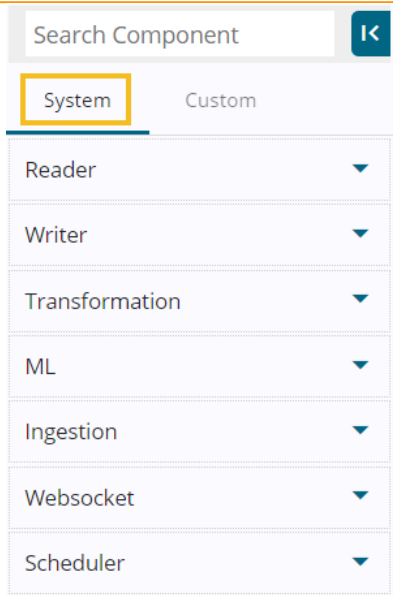 Search Component
System Custom
Reader
Writer
Transformation
ML
Ingestion
Websocket
Scheduler